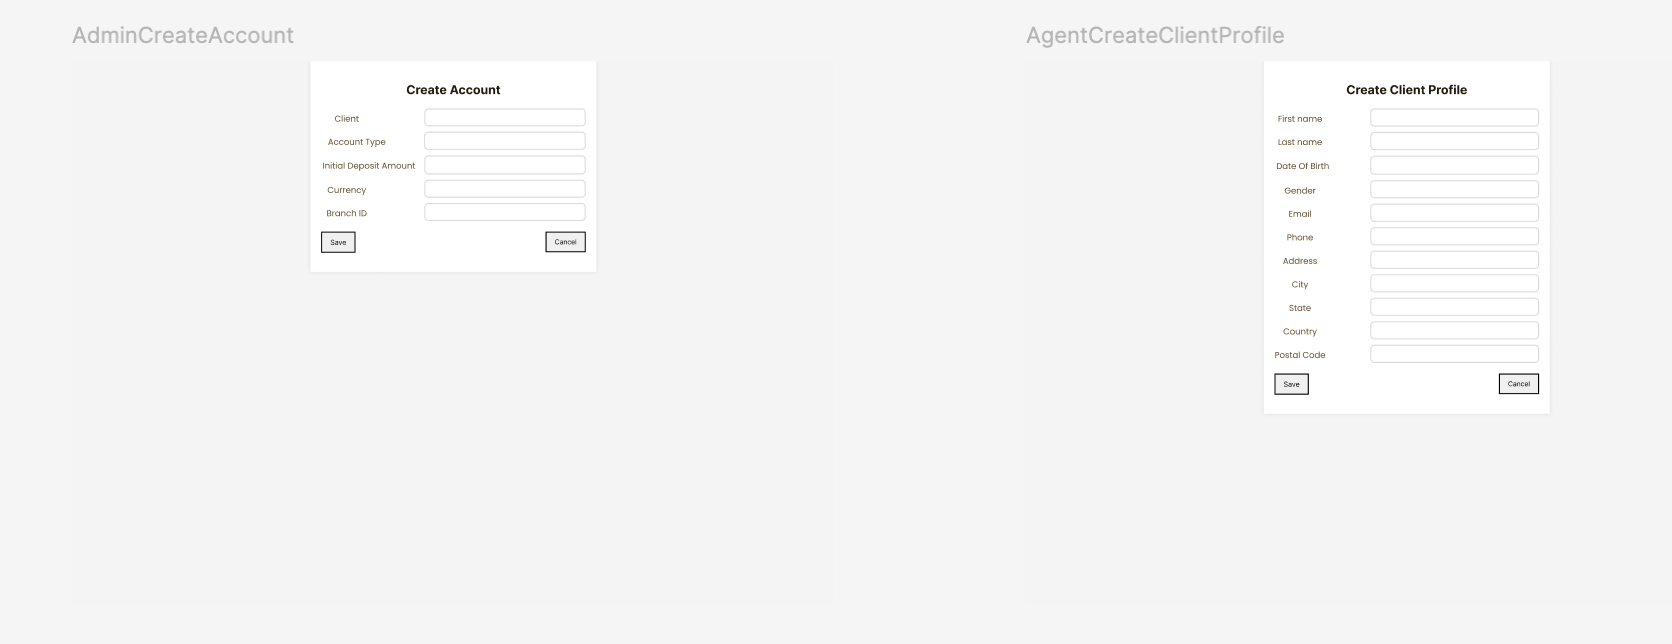 AdminCreateAccount
Create Account
Client
Account Type
Initial Deposit Amount
Currency
Branch ID
Save
Cancel
AgentCreateClientProfile
Create Client Profile
First name
Last name
Date Of Birth
Gender
Email
Phone
Address
City
State
Country
Postal Code
Save
Cancel